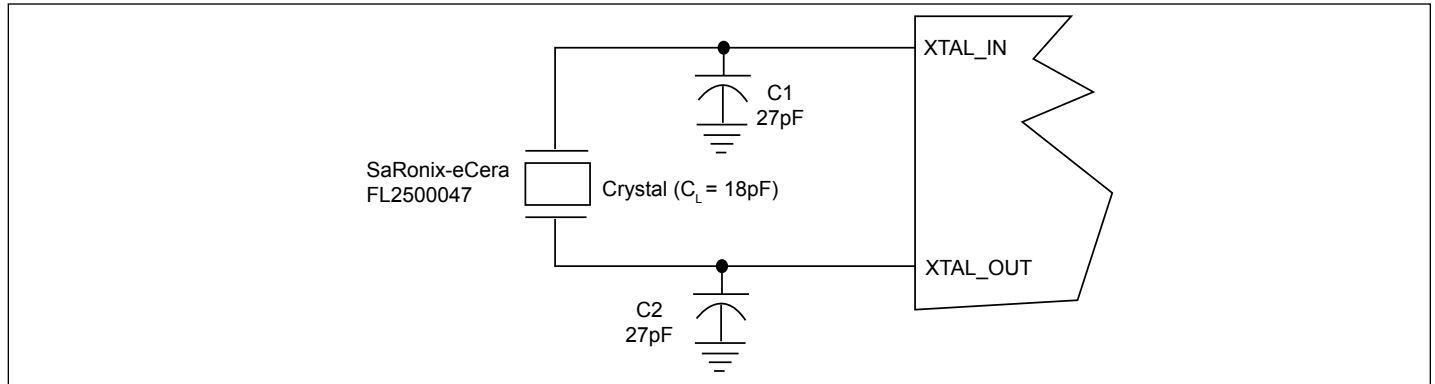 XTAL_IN
C1
27pF
SaRonix-eCera
FL2500047
Crystal (CL = 18pF)
XTAL_OUT
C2
27pF